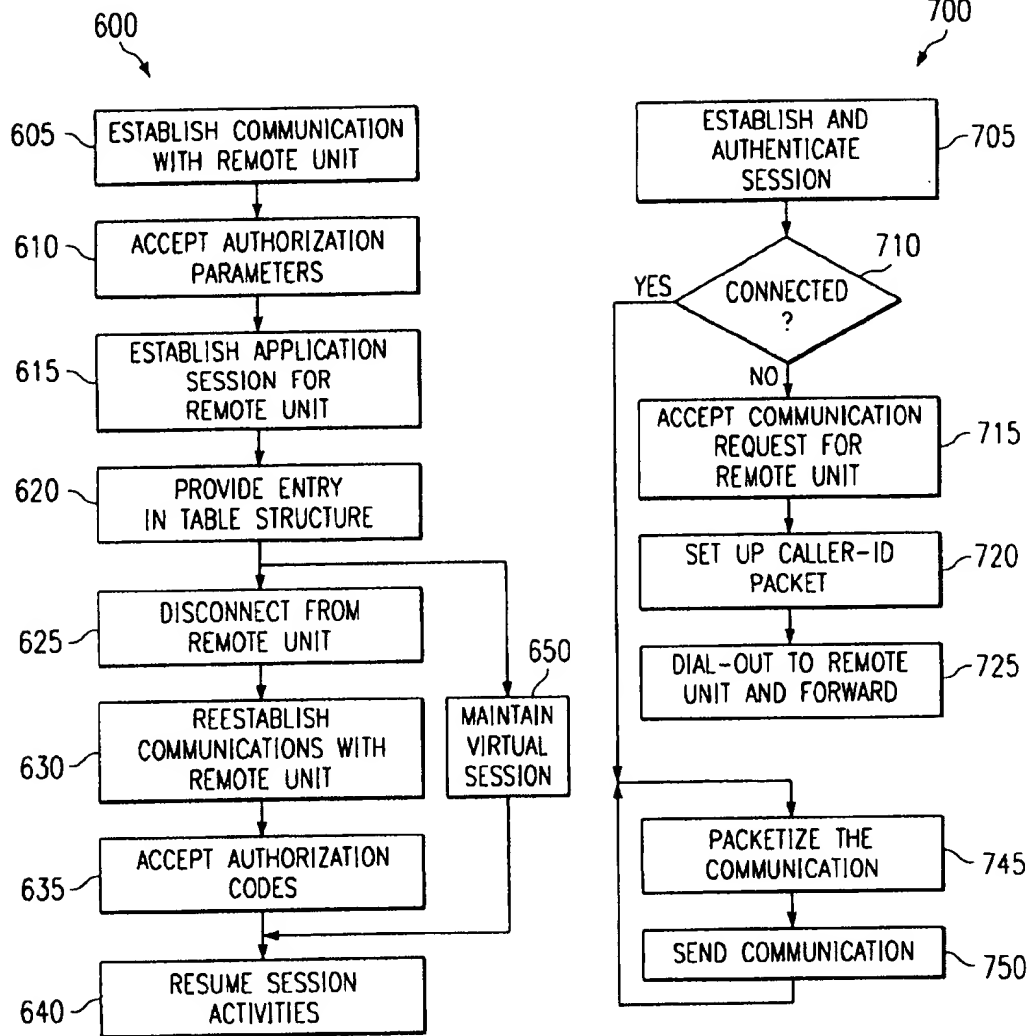 600
605
ESTABLISH COMMUNICATION
WITH REMOTE UNIT
610
ACCEPT AUTHORIZATION
PARAMETERS
615
ESTABLISH APPLICATION
SESSION FOR
REMOTE UNIT
620
PROVIDE ENTRY
IN TABLE STRUCTURE
625
DISCONNECT FROM
REMOTE UNIT
630
REESTABLISH
COMMUNICATIONS WITH
REMOTE UNIT
650
MAINTAIN
VIRTUAL
SESSION
635
ACCEPT AUTHORIZATION
CODES
640
RESUME SESSION
ACTIVITIES
700
ESTABLISH AND
AUTHENTICATE
SESSION
705
710
YES
CONNECTED
?
NO
ACCEPT COMMUNICATION
REQUEST FOR
REMOTE UNIT
715
SET UP CALLER-ID
PACKET
720
DIAL-OUT TO REMOTE
UNIT AND FORWARD
725
PACKETIZE THE
COMMUNICATION
745
SEND COMMUNICATION
750